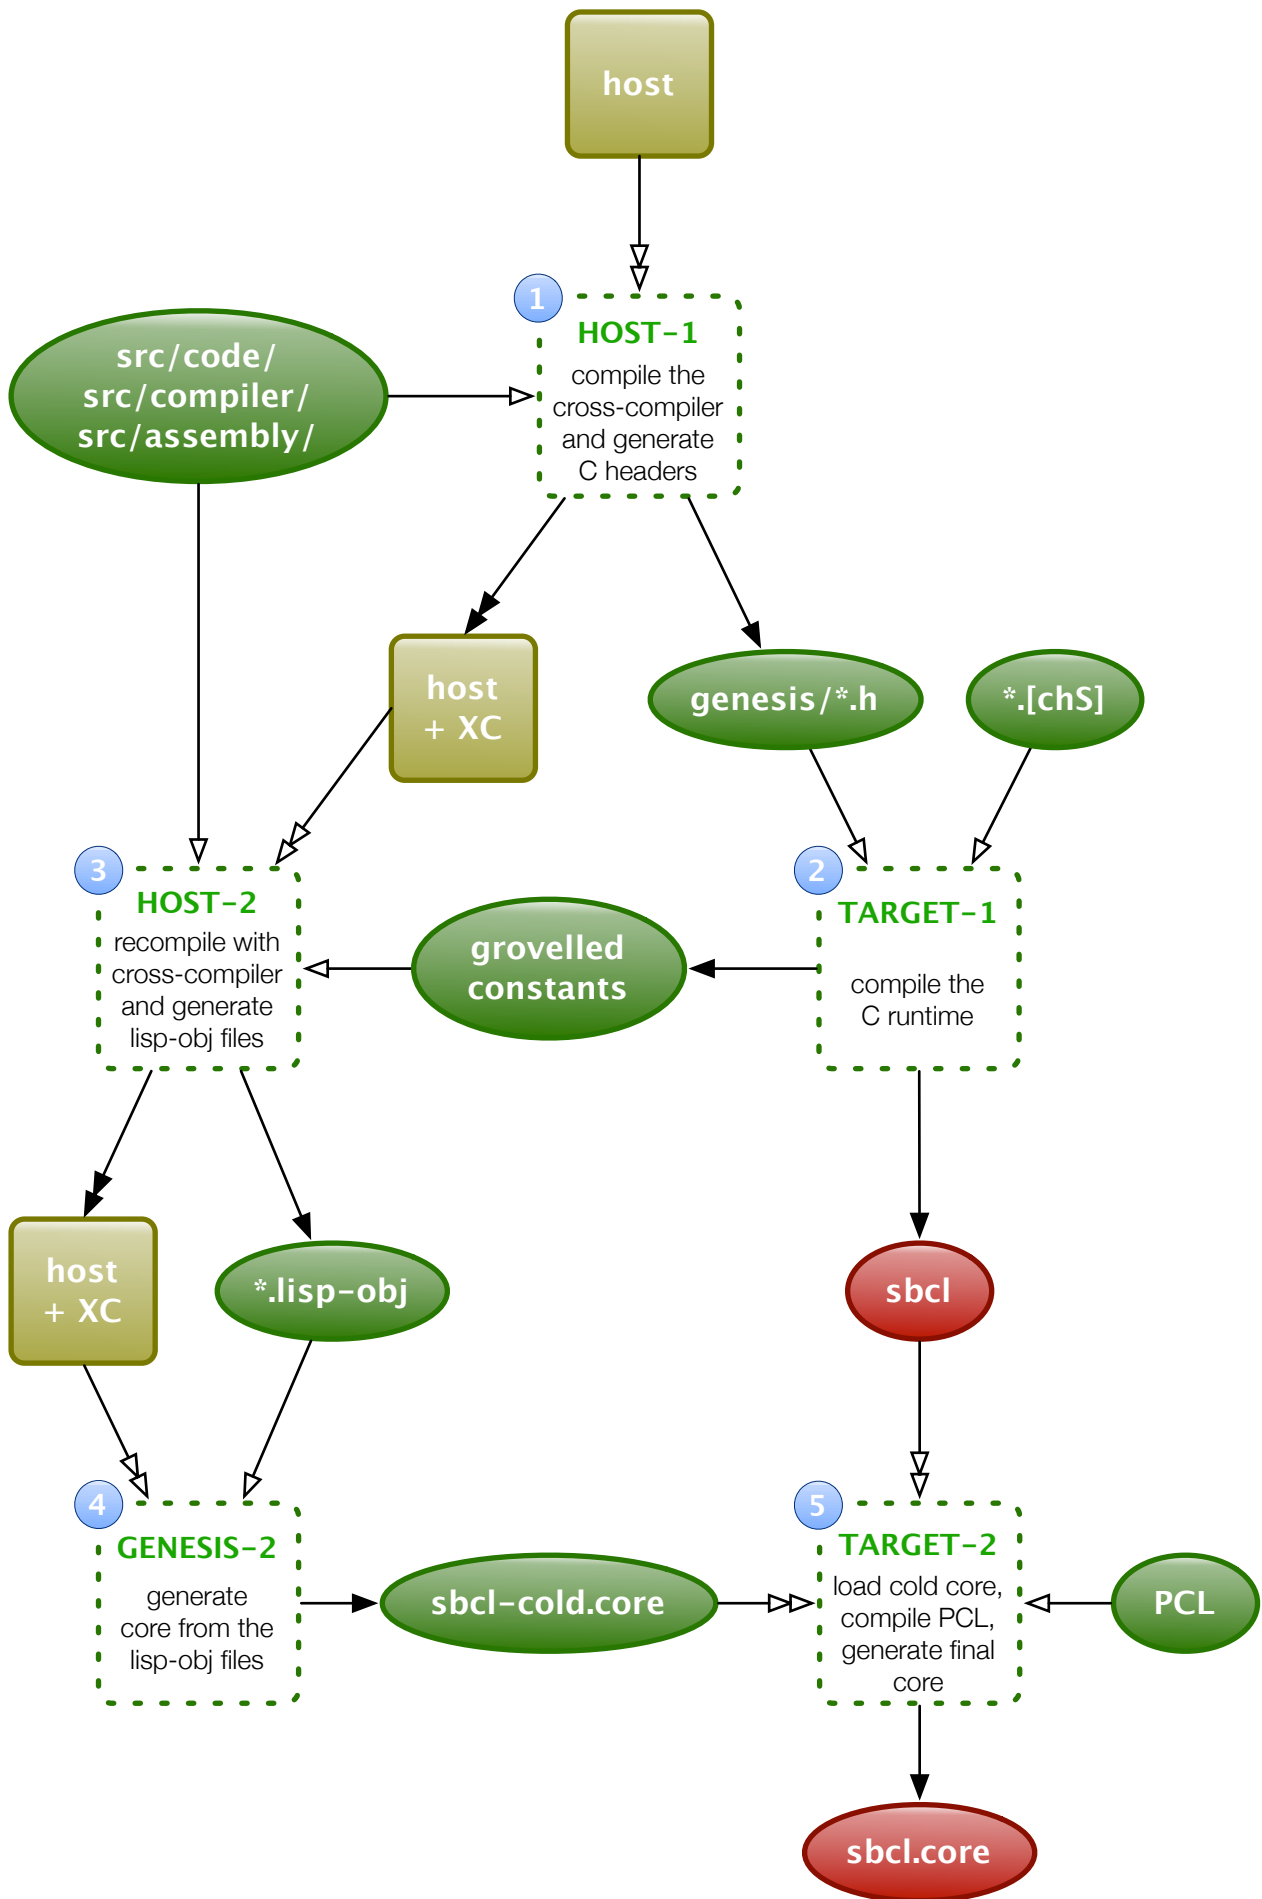 host
1
HOST-1
compile the
cross-compiler
and generate
C headers
src/code/
src/compiler/
src/assembly/
host
+ XC
genesis/*.h
*.[chS]
3
HOST-2
recompile with
cross-compiler
and generate
lisp-obj files
grovelled
constants
2
TARGET-1
compile the
C runtime
host
+ XC
*.lisp-obj
sbcl
4
GENESIS-2
generate
core from the
lisp-obj files
sbcl-cold.core
5
TARGET-2
load cold core,
compile PCL,
generate final
core
PCL
sbcl.core